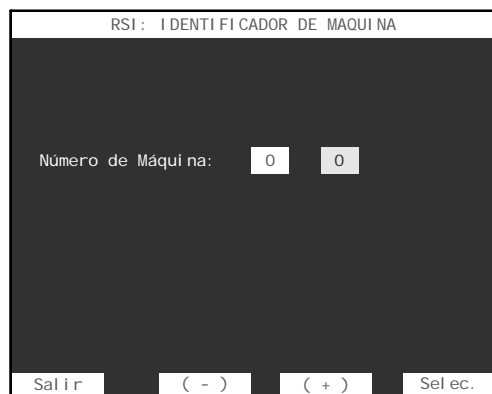 RSI: IDENTIFICADOR DE MAQUINA
Número de Máquina: 0 0
Salir ( - ) ( + ) Selec.